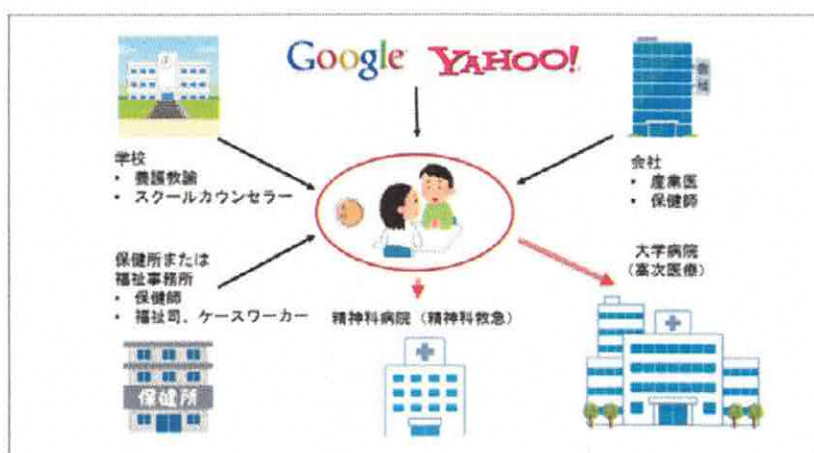 Google YAHOO!
学校
• 養護教諭
• スクールカウンセラー
会社
会社
• 産業医
• 保健師
保健所または
福祉事務所
• 保健師
• 福祉司、ケースワーカー
精神科病院（精神科救急）
大学病院
（高次医療）
保健所